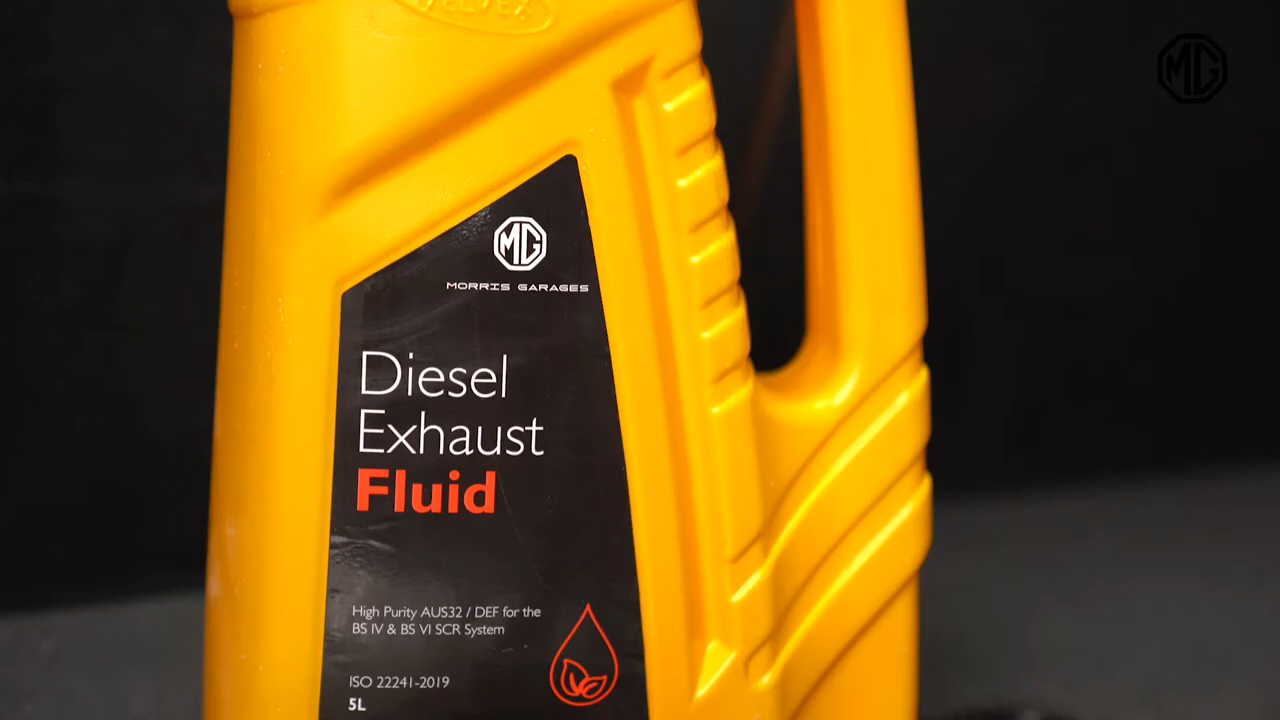 MG
MG
MORRIS GARAGES
Diesel
Exhaust
Fluid
High Purity AUS32 / DEF for the
BS IV & BS VI SCR System
ISO 22241-2019
5L